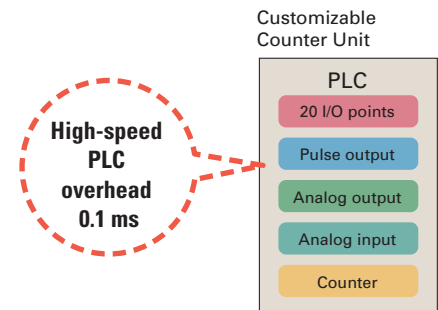 Customizable
Counter Unit
PLC
20 I/O points
Pulse output
Analog output
Analog input
Counter
High-speed
PLC
overhead
0.1 ms